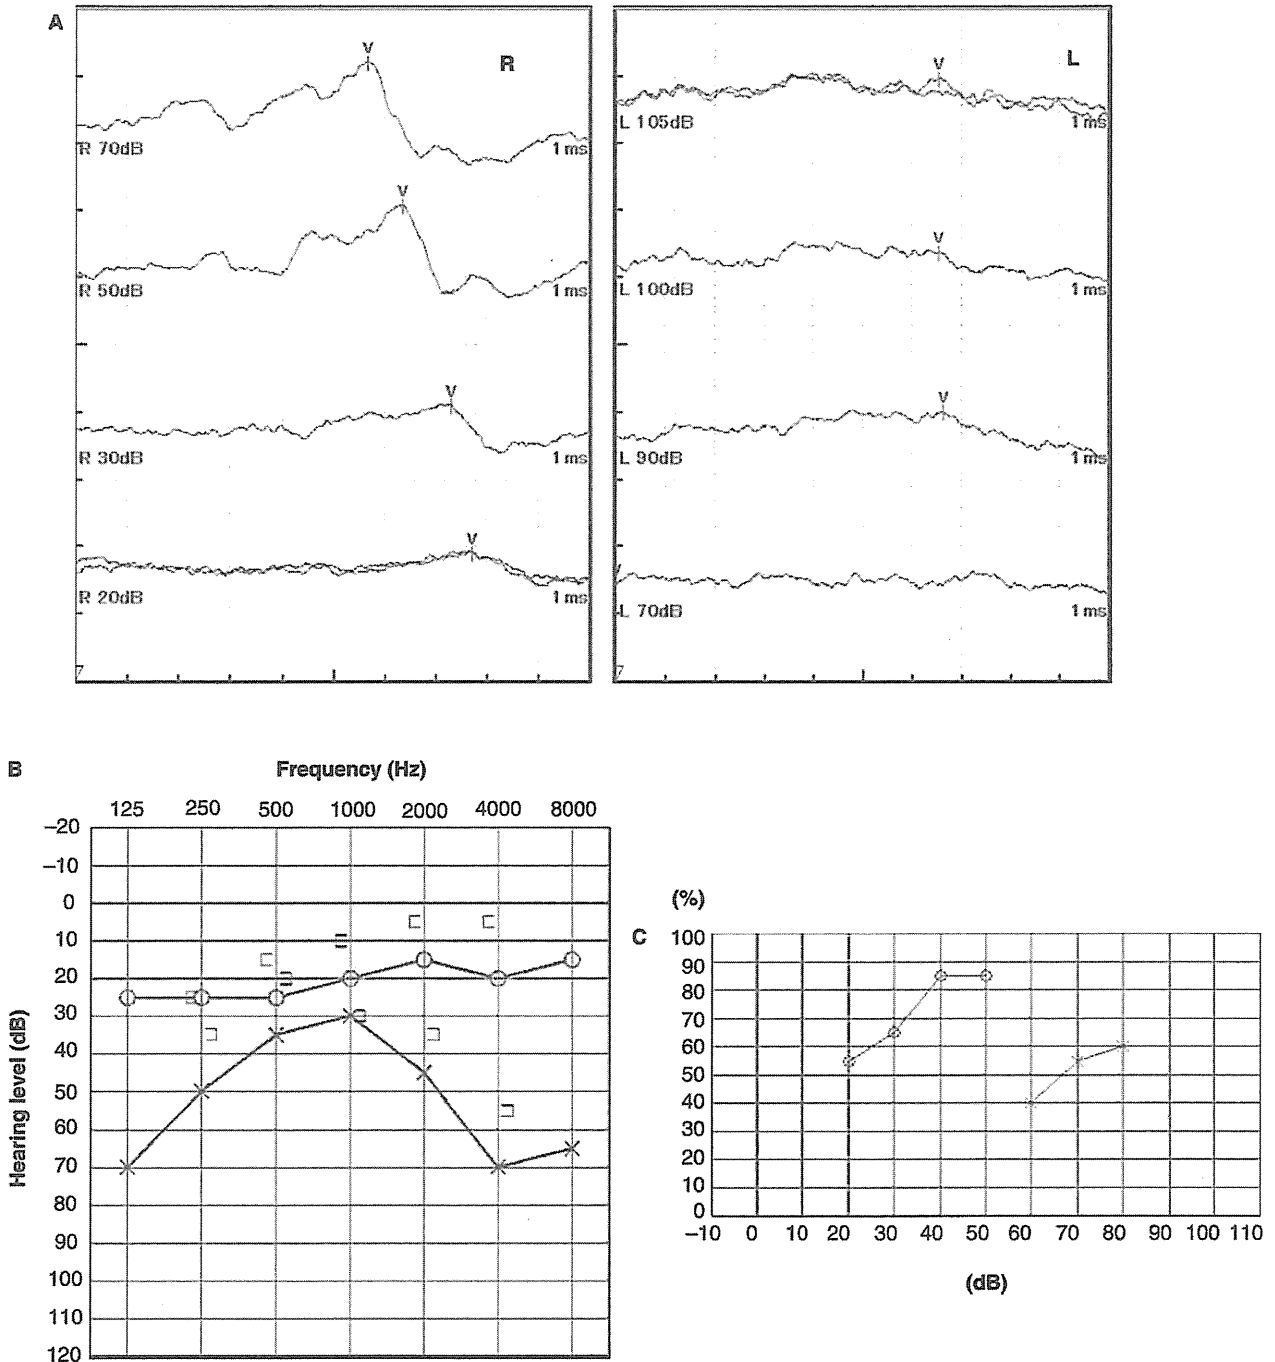 A
R
V
R 70dB
1 ms
V
R 50dB
1 ms
V
R 30dB
1 ms
V
R 20dB
1 ms
7
L
V
L 105dB
1 ms
V
L 100dB
1 ms
V
L 90dB
1 ms
L 70dB
1 ms
7
B
Frequency (Hz)
125 250 500 1000 2000 4000 8000
Hearing level (dB)
–20
–10
0
10
20
30
40
50
60
70
80
90
100
110
120
C
(%)
100
90
80
70
60
50
40
30
20
10
0
–10 0 10 20 30 40 50 60 70 80 90 100 110
(dB)